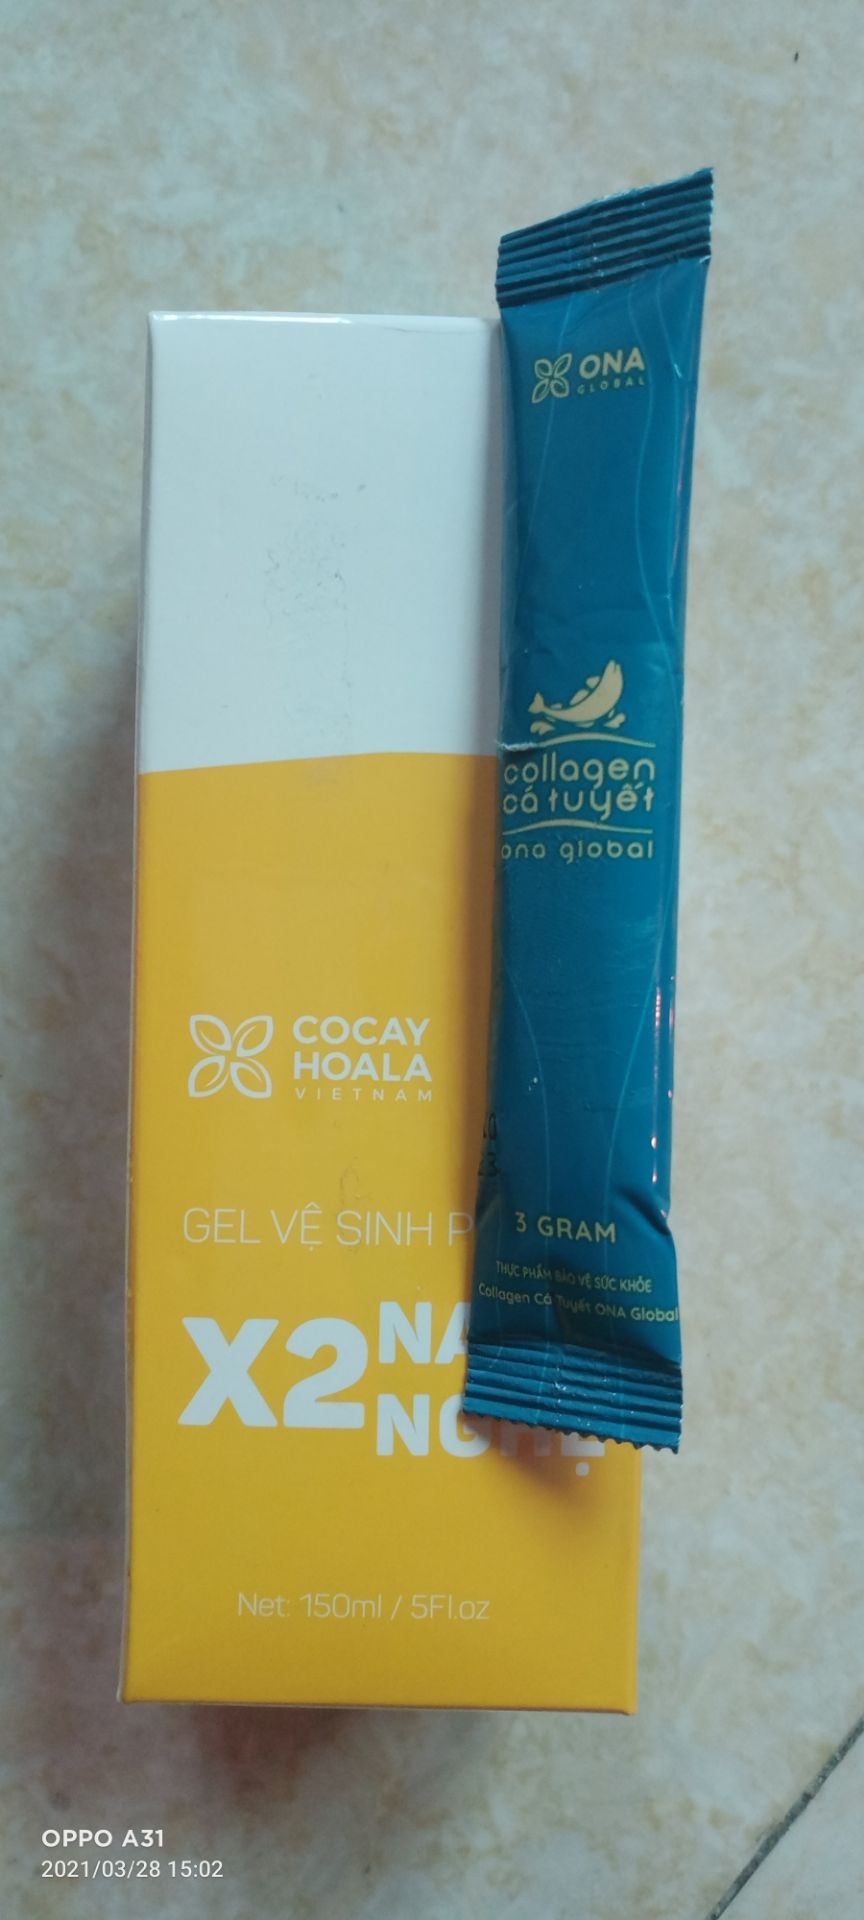 ONA
GLOBAL
collagen
cá tuyết
ona global
3 GRAM
THỰC PHẨM BẢO VỆ SỨC KHỎE
Collagen Cá Tuyết ONA Global
COCAY
HOALA
VIETNAM
GEL VỆ SINH
X2
Net: 150ml / 5Fl.oz
OPPO A31
2021/03/28 15:02